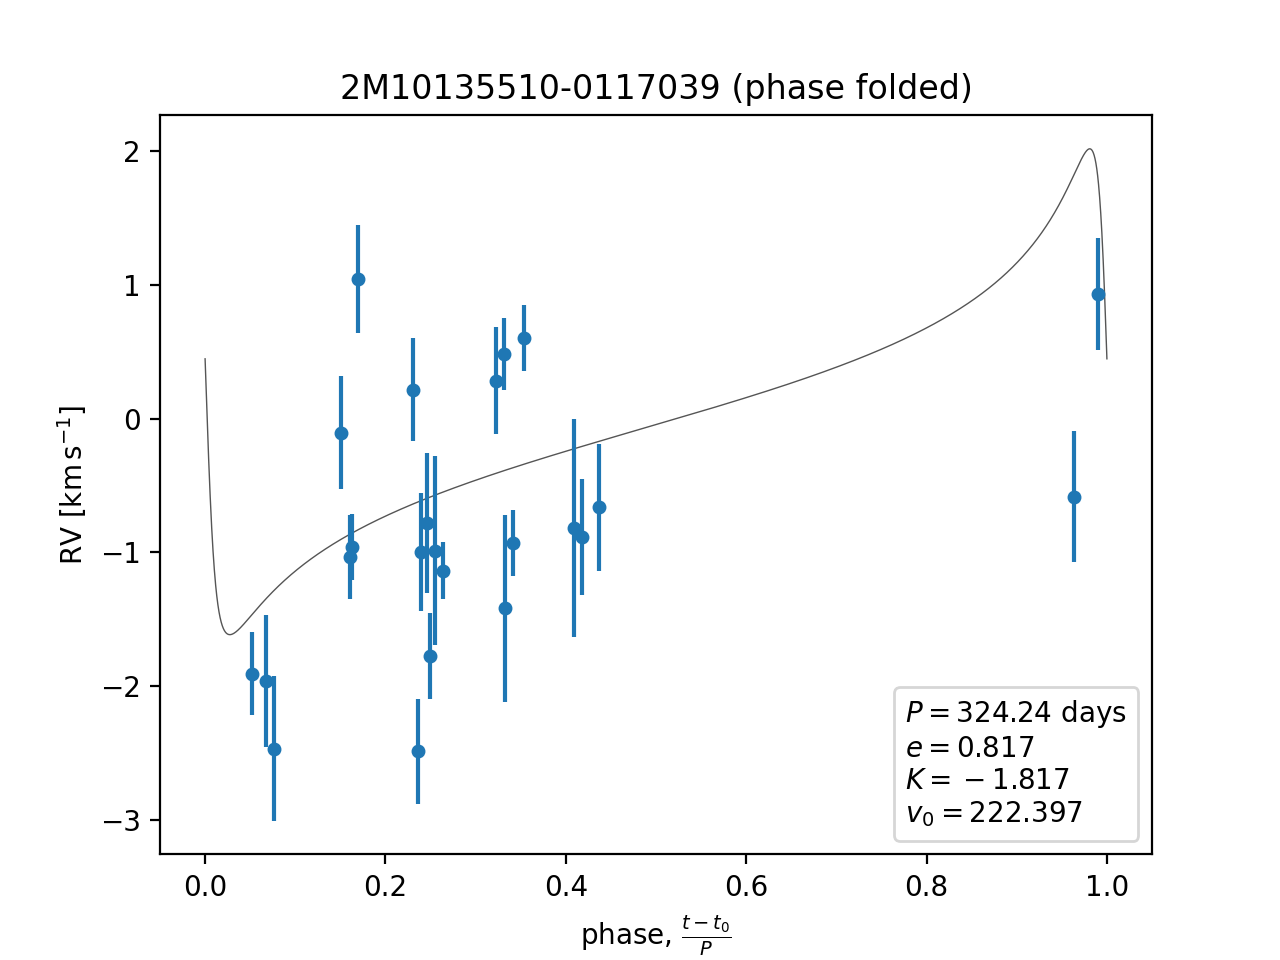 2M10135510-0117039 (phase folded)
2
1
0
−1
−2
−3
RV [km s⁻¹]
P = 324.24 days
e = 0.817
K = −1.817
v₀ = 222.397
0.0 0.2 0.4 0.6 0.8 1.0
phase, (t − t₀)/P